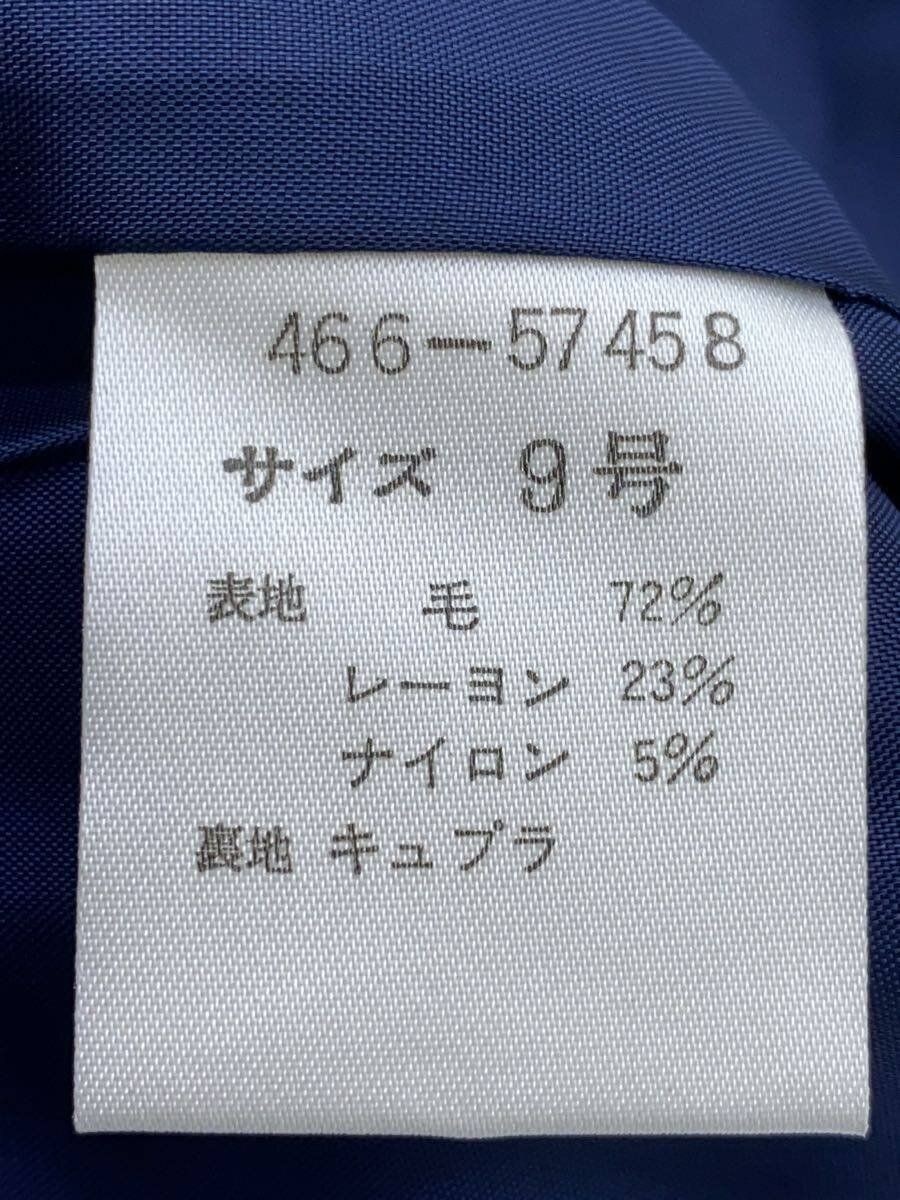 466-57458
サイズ 9号
表地 毛 72%
レーヨン 23%
ナイロン 5%
裏地 キュプラ